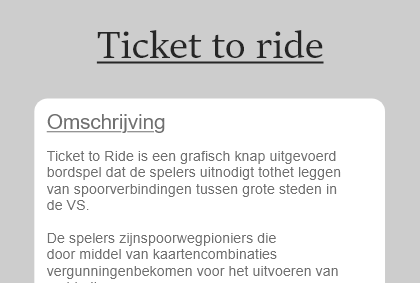 Ticket to ride
Omschrijving
Ticket to Ride is een grafisch knap uitgevoerd
bordspel dat de spelers uitnodigt tothet leggen
van spoorverbindingen tussen grote steden in
de VS.
De spelers zijnspoorwegpioniers die
door middel van kaartencombinaties
vergunningenbekomen voor het uitvoeren van